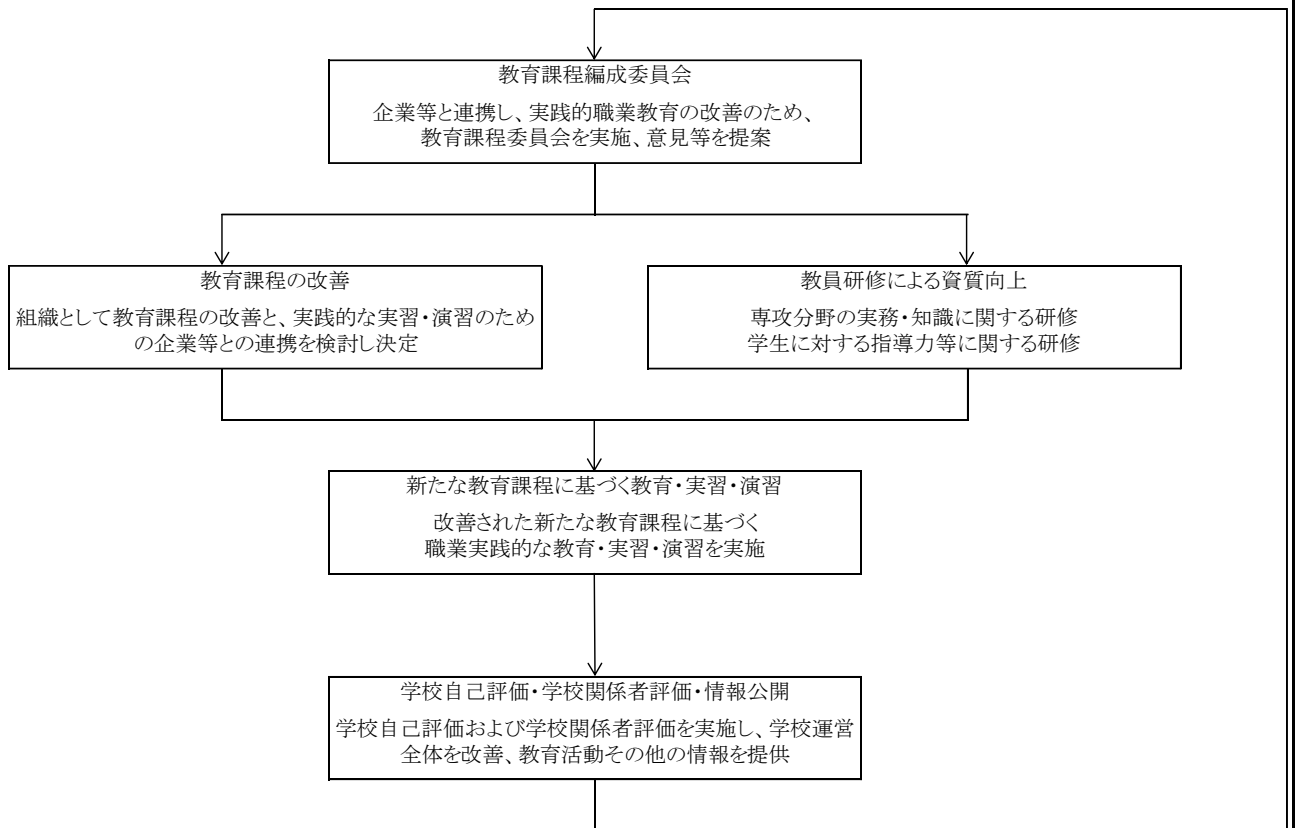 教育課程編成委員会
企業等と連携し、実践的職業教育の改善のため、
教育課程委員会を実施、意見等を提案
教育課程の改善
組織として教育課程の改善と、実践的な実習・演習のため
の企業等との連携を検討し決定
教員研修による資質向上
専攻分野の実務・知識に関する研修
学生に対する指導力等に関する研修
新たな教育課程に基づく教育・実習・演習
改善された新たな教育課程に基づく
職業実践的な教育・実習・演習を実施
学校自己評価・学校関係者評価・情報公開
学校自己評価および学校関係者評価を実施し、学校運営
全体を改善、教育活動その他の情報を提供